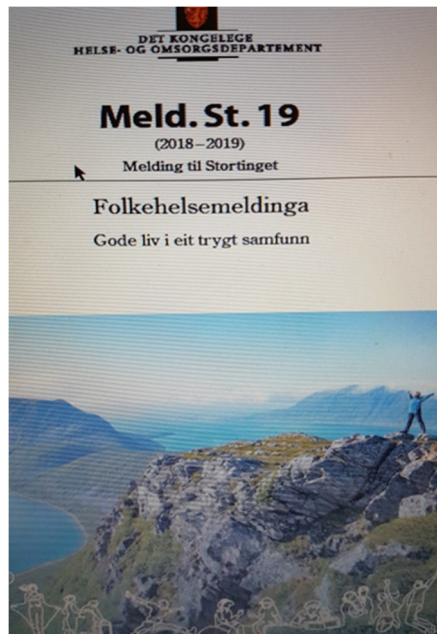 DET KONGELEGE
HELSE- OG OMSORGSDEPARTEMENT
Meld. St. 19
(2018–2019)
Melding til Stortinget
Folkehelsemeldinga
Gode liv i eit trygt samfunn